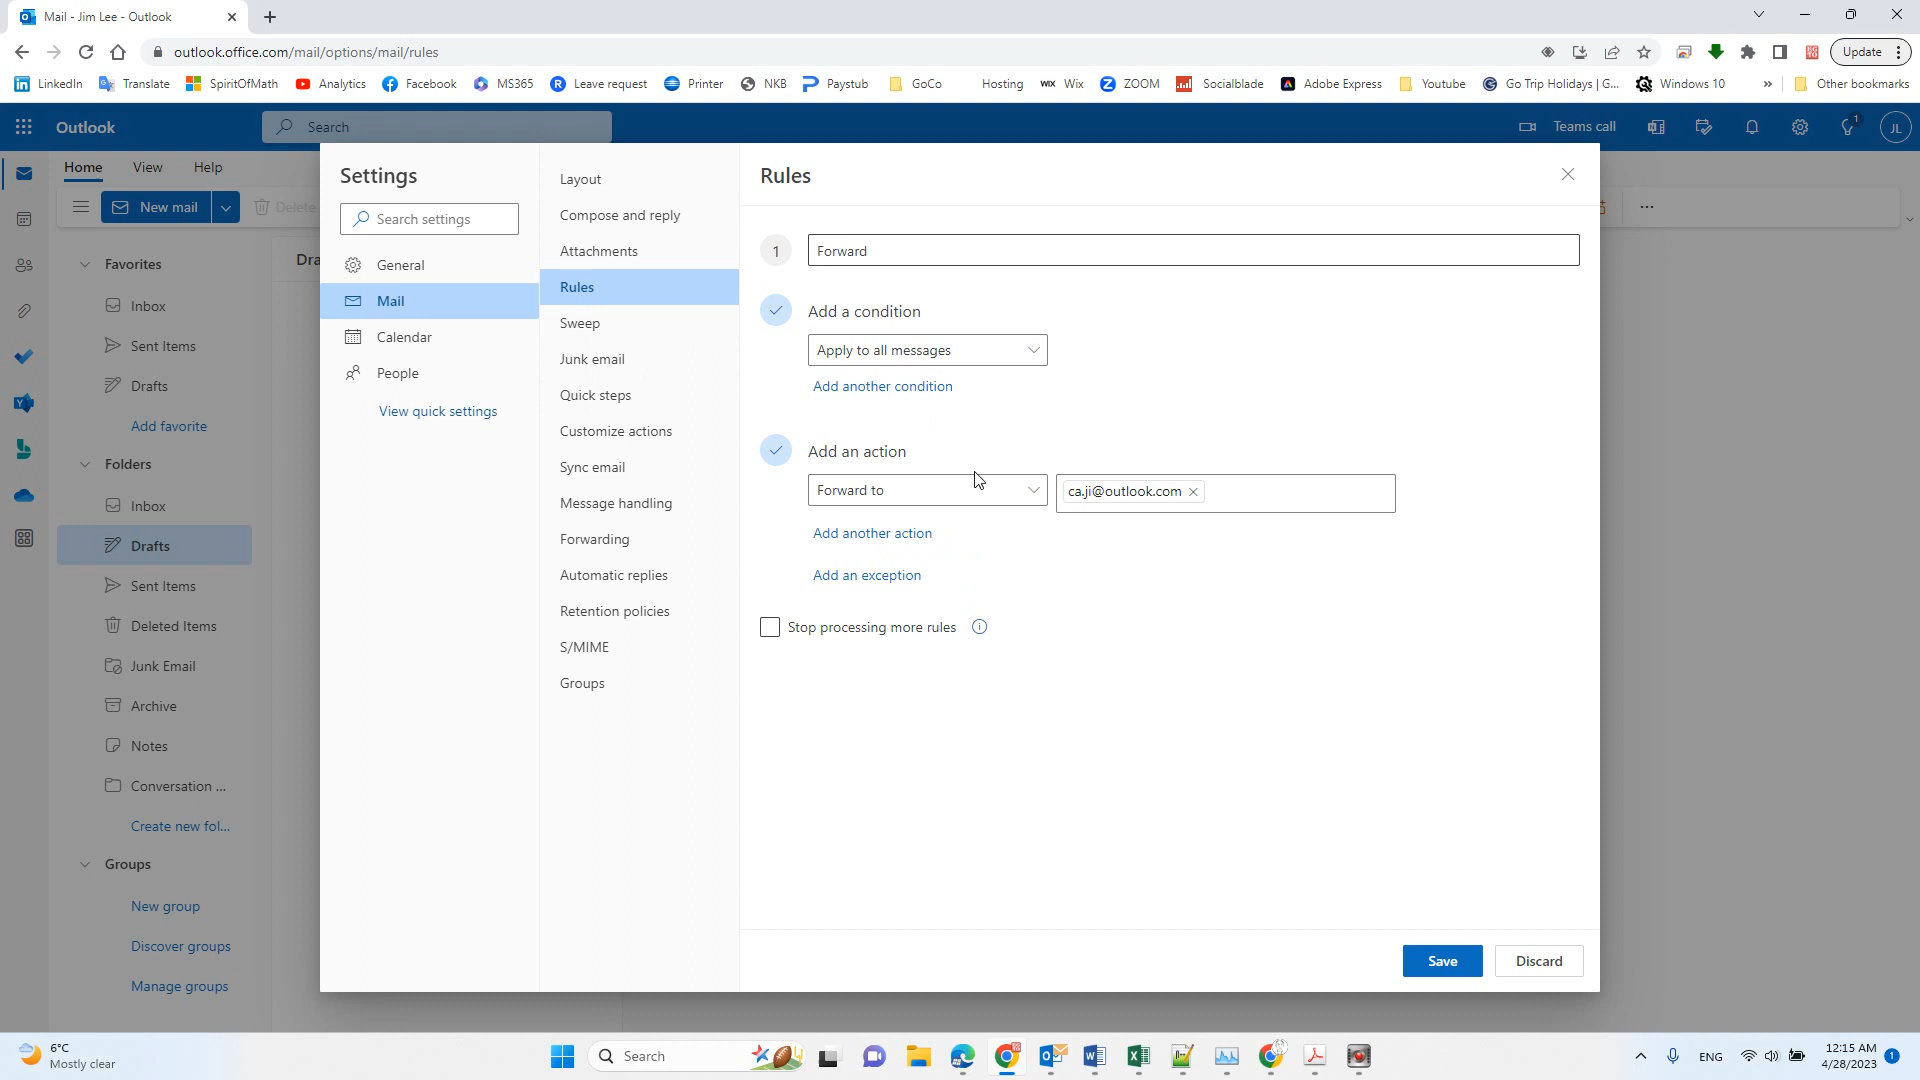 Mail - Jim Lee - Outlook
outlook.office.com/mail/options/mail/rules
Update
LinkedIn Translate SpiritOfMath Analytics Facebook MS365 Leave request Printer NKB Paystub GoCo Hosting Wix ZOOM Socialblade Adobe Express Youtube Go Trip Holidays | G... Windows 10 » Other bookmarks
Outlook
Search
Teams call
1
JL
Home View Help
New mail
Delete
Favorites
Inbox
Sent Items
Drafts
Add favorite
Folders
Inbox
Drafts
Sent Items
Deleted Items
Junk Email
Archive
Notes
Conversation ...
Create new fol...
Groups
New group
Discover groups
Manage groups
Dra
Settings
Search settings
General
Mail
Calendar
People
View quick settings
Layout
Compose and reply
Attachments
Rules
Sweep
Junk email
Quick steps
Customize actions
Sync email
Message handling
Forwarding
Automatic replies
Retention policies
S/MIME
Groups
Rules
1 Forward
Add a condition
Apply to all messages
Add another condition
Add an action
Forward to
ca.ji@outlook.com
Add another action
Add an exception
Stop processing more rules
Save Discard
6°C
Mostly clear
Search
ENG
12:15 AM
4/28/2023
1